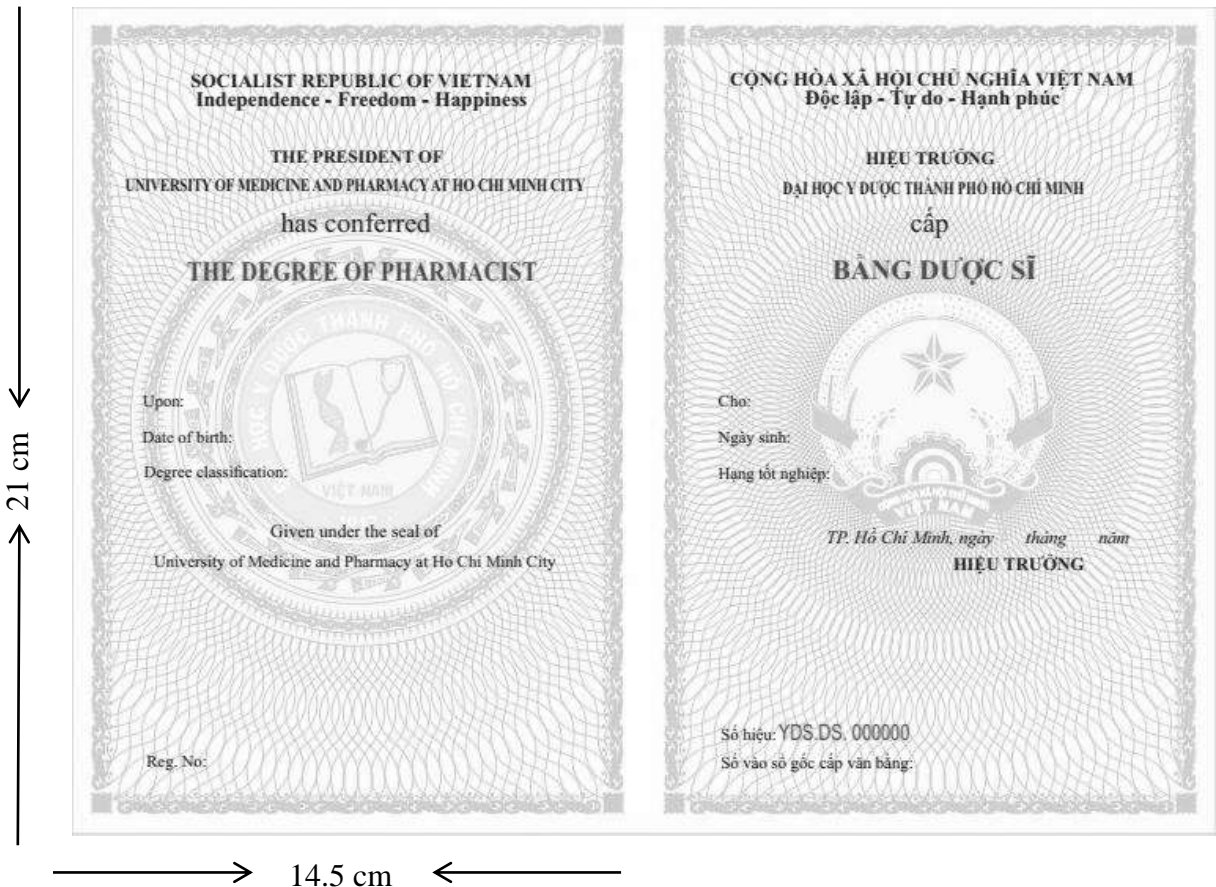 SOCIALIST REPUBLIC OF VIETNAM
Independence - Freedom - Happiness
THE PRESIDENT OF
UNIVERSITY OF MEDICINE AND PHARMACY AT HO CHI MINH CITY
has conferred
THE DEGREE OF PHARMACIST
Upon:
Date of birth:
Degree classification:
VIỆT NAM
Given under the seal of
University of Medicine and Pharmacy at Ho Chi Minh City
Reg. No:
CỘNG HÒA XÃ HỘI CHỦ NGHĨA VIỆT NAM
Độc lập - Tự do - Hạnh phúc
HIỆU TRƯỞNG
ĐẠI HỌC Y DƯỢC THÀNH PHỐ HỒ CHÍ MINH
cấp
BẰNG DƯỢC SĨ
Cho:
Ngày sinh:
Hạng tốt nghiệp:
VIỆT NAM
TP. Hồ Chí Minh, ngày tháng năm
HIỆU TRƯỞNG
Số hiệu: YDS.DS. 000000
Số vào sổ gốc cấp văn bằng:
21 cm
14.5 cm